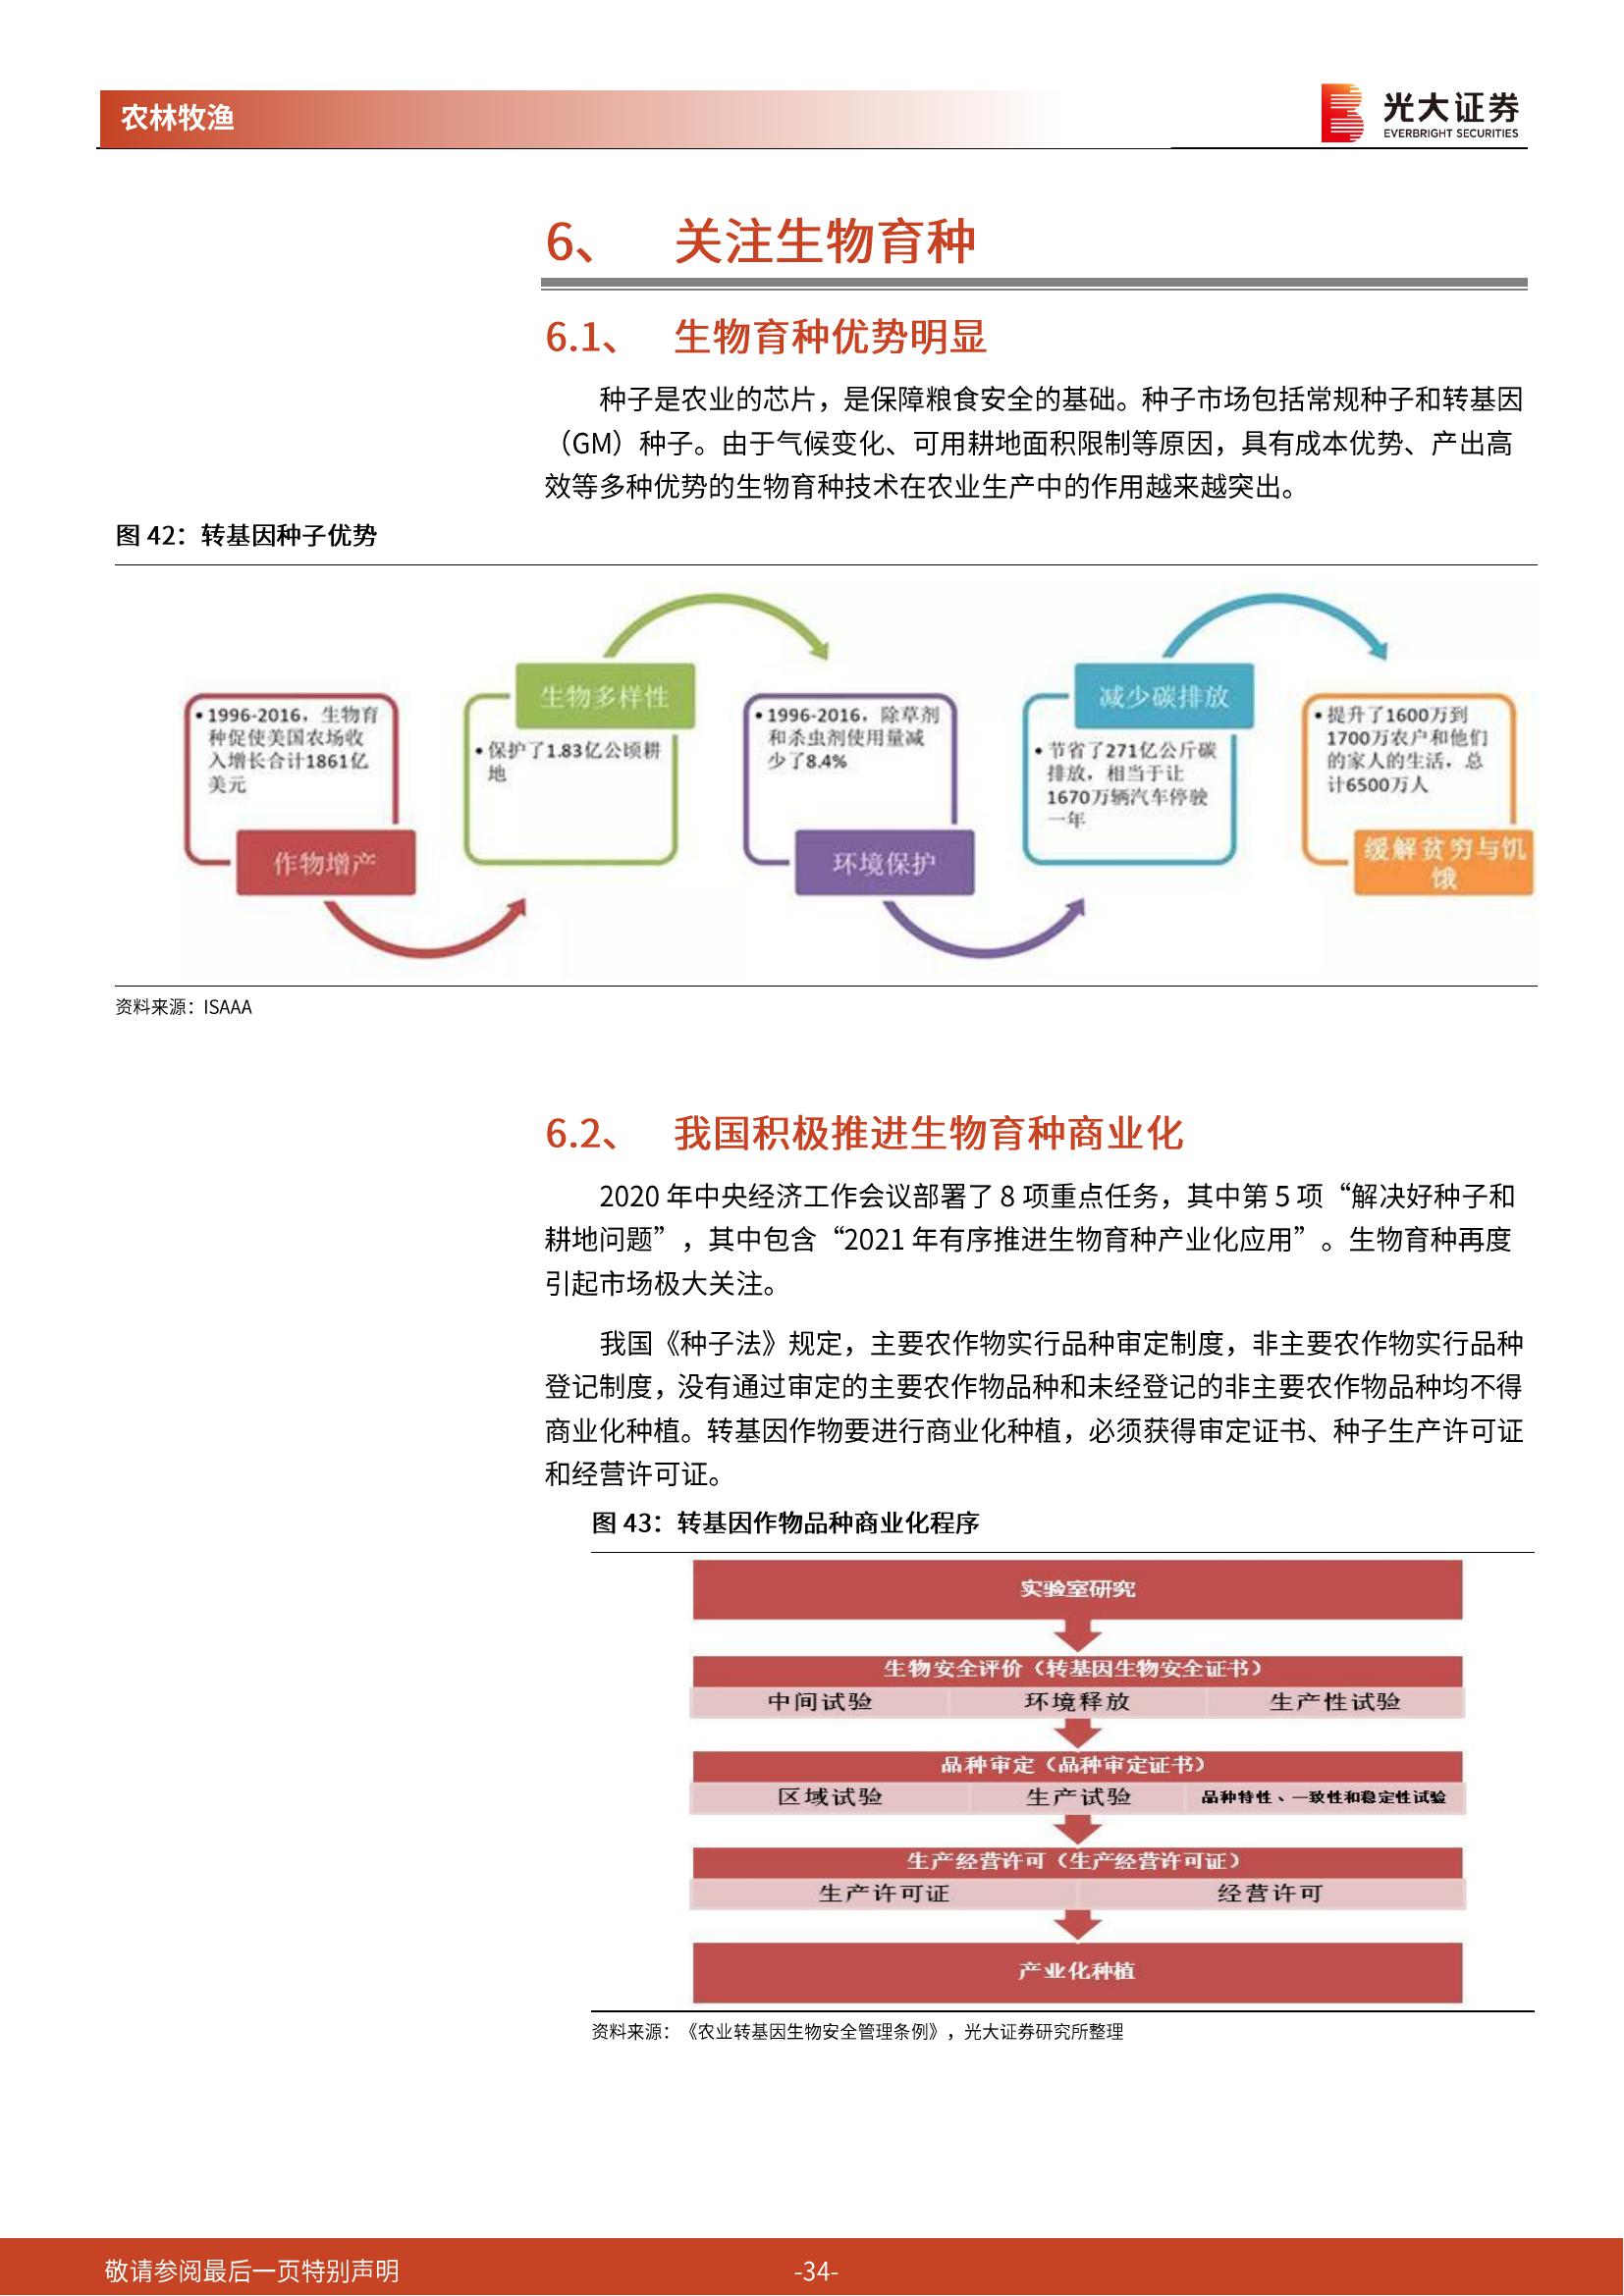 农林牧渔
光大证券
EVERBRIGHT SECURITIES
6、 关注生物育种
6.1、 生物育种优势明显
种子是农业的芯片，是保障粮食安全的基础。种子市场包括常规种子和转基因
（GM）种子。由于气候变化、可用耕地面积限制等原因，具有成本优势、产出高
效等多种优势的生物育种技术在农业生产中的作用越来越突出。
图 42：转基因种子优势
• 1996-2016，生物育
种促使美国农场收
入增长合计1861亿
美元
作物增产
生物多样性
• 保护了1.83亿公顷耕
地
• 1996-2016，除草剂
和杀虫剂使用量减
少了8.4%
环境保护
减少碳排放
• 节省了271亿公斤碳
排放，相当于让
1670万辆汽车停驶
一年
• 提升了1600万到
1700万农户和他们
的家人的生活，总
计6500万人
缓解贫穷与饥
饿
资料来源：ISAAA
6.2、 我国积极推进生物育种商业化
2020 年中央经济工作会议部署了 8 项重点任务，其中第 5 项“解决好种子和
耕地问题”，其中包含“2021 年有序推进生物育种产业化应用”。生物育种再度
引起市场极大关注。
我国《种子法》规定，主要农作物实行品种审定制度，非主要农作物实行品种
登记制度，没有通过审定的主要农作物品种和未经登记的非主要农作物品种均不得
商业化种植。转基因作物要进行商业化种植，必须获得审定证书、种子生产许可证
和经营许可证。
图 43：转基因作物品种商业化程序
实验室研究
生物安全评价（转基因生物安全证书）
中间试验 环境释放 生产性试验
品种审定（品种审定证书）
区域试验 生产试验 品种特性、一致性和稳定性试验
生产经营许可（生产经营许可证）
生产许可证 经营许可
产业化种植
资料来源：《农业转基因生物安全管理条例》，光大证券研究所整理
敬请参阅最后一页特别声明
-34-